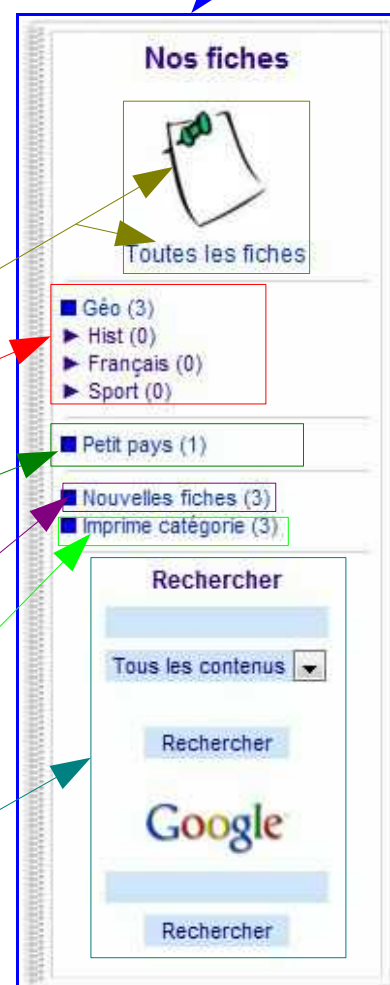 Nos fiches
Toutes les fiches
Géo (3)
Hist (0)
Français (0)
Sport (0)
Petit pays (1)
Nouvelles fiches (3)
Imprime catégorie (3)
Rechercher
Tous les contenus
Rechercher
Google
Rechercher